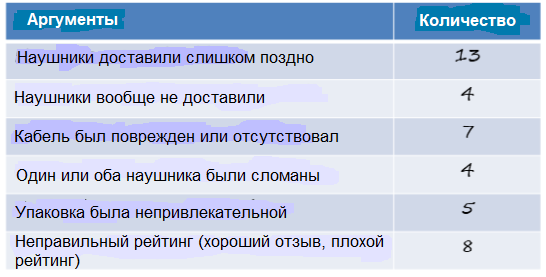 Аргументы Количество
Наушники доставили слишком поздно 13
Наушники вообще не доставили 4
Кабель был поврежден или отсутствовал 7
Один или оба наушника были сломаны 4
Упаковка была непривлекательной 5
Неправильный рейтинг (хороший отзыв, плохой 8
рейтинг)